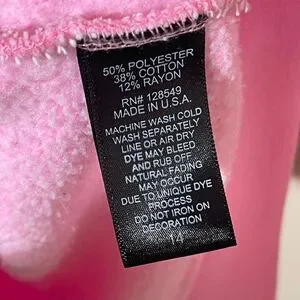 50% POLYESTER
38% COTTON
12% RAYON
RN# 128549
MADE IN U.S.A.
MACHINE WASH COLD
WASH SEPARATELY
LINE OR AIR DRY
DYE MAY BLEED
AND RUB OFF
NATURAL FADING
MAY OCCUR
DUE TO UNIQUE DYE
PROCESS
DO NOT IRON ON
DECORATION
14